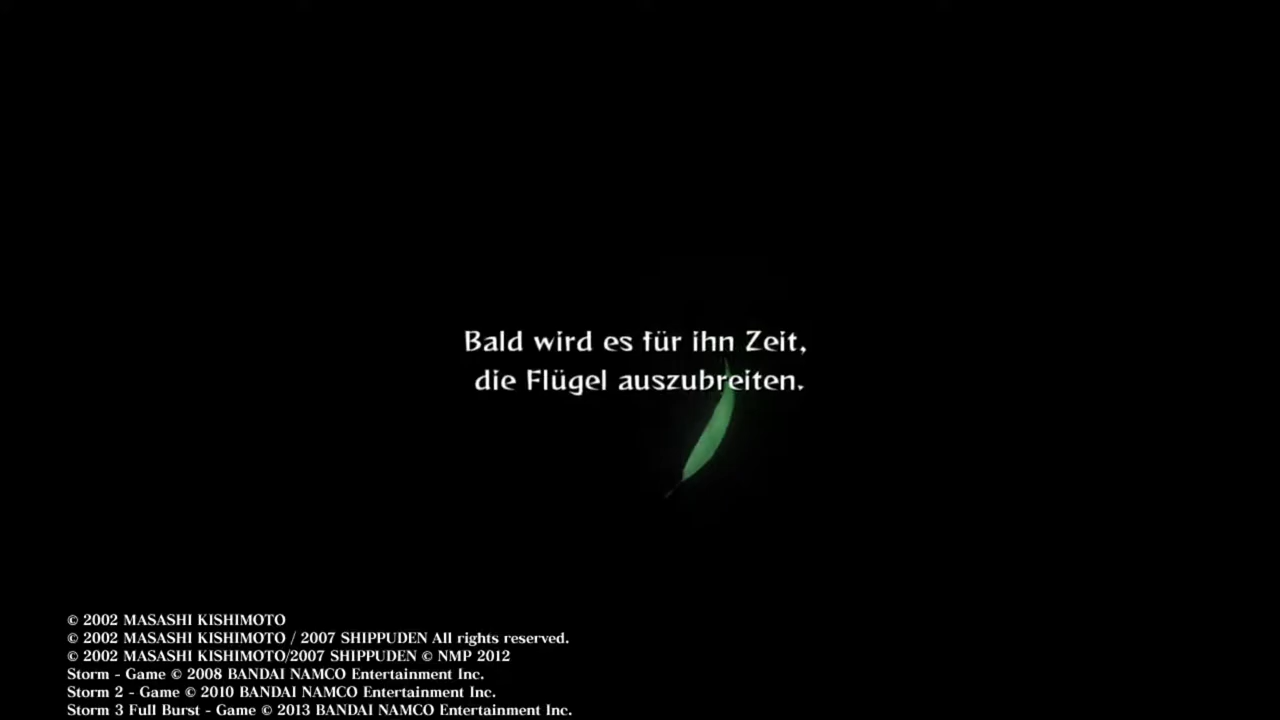 Bald wird es für ihn Zeit,
die Flügel auszubreiten.
© 2002 MASASHI KISHIMOTO
© 2002 MASASHI KISHIMOTO / 2007 SHIPPUDEN All rights reserved.
© 2002 MASASHI KISHIMOTO/2007 SHIPPUDEN © NMP 2012
Storm - Game © 2008 BANDAI NAMCO Entertainment Inc.
Storm 2 - Game © 2010 BANDAI NAMCO Entertainment Inc.
Storm 3 Full Burst - Game © 2013 BANDAI NAMCO Entertainment Inc.